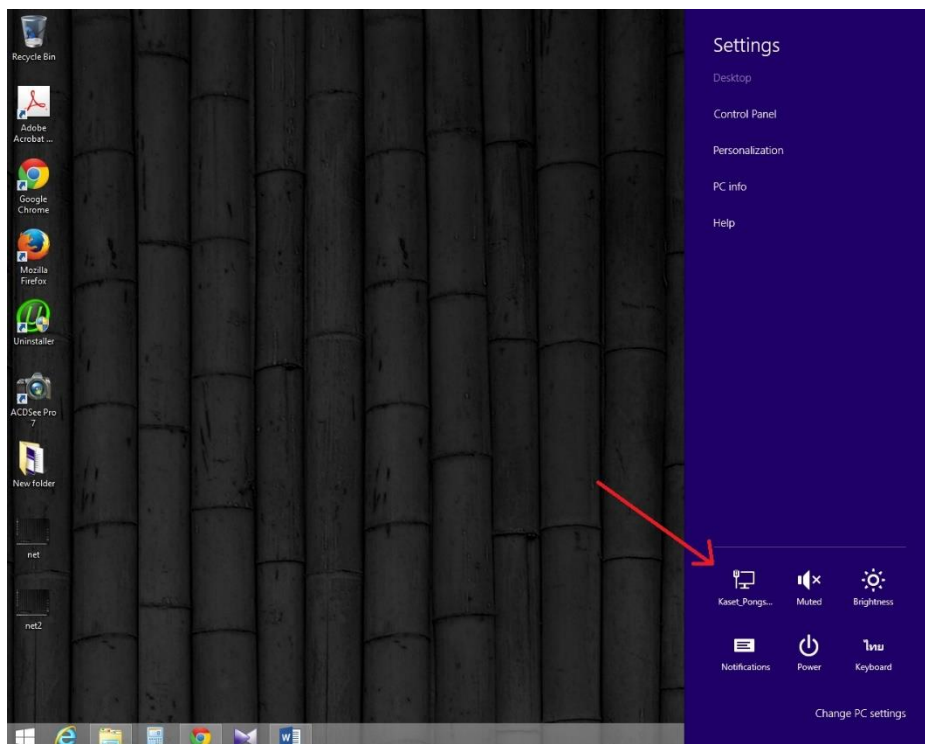 Recycle Bin
Adobe
Acrobat ...
Google
Chrome
Mozilla
Firefox
Uninstaller
ACDSee Pro
7
New folder
net
net2
Settings
Desktop
Control Panel
Personalization
PC info
Help
Kaset_Pongs...
Muted
Brightness
ไทย
Notifications
Power
Keyboard
Change PC settings